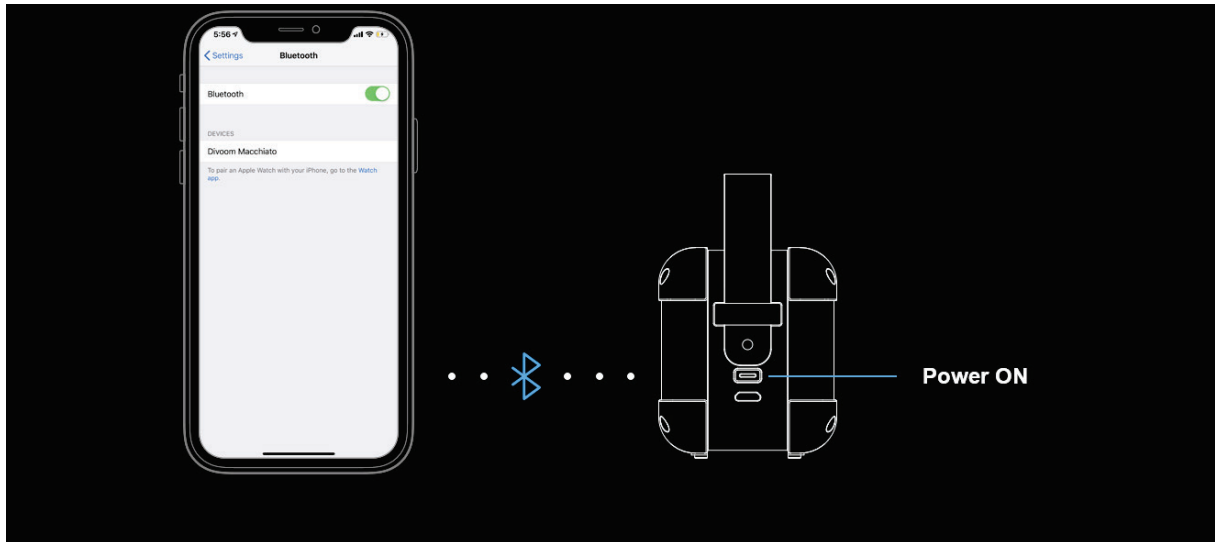 5:56
Settings
Bluetooth
Bluetooth
DEVICES
Divoom Macchiato
To pair an Apple Watch with your iPhone, go to the Watch
app.
Power ON